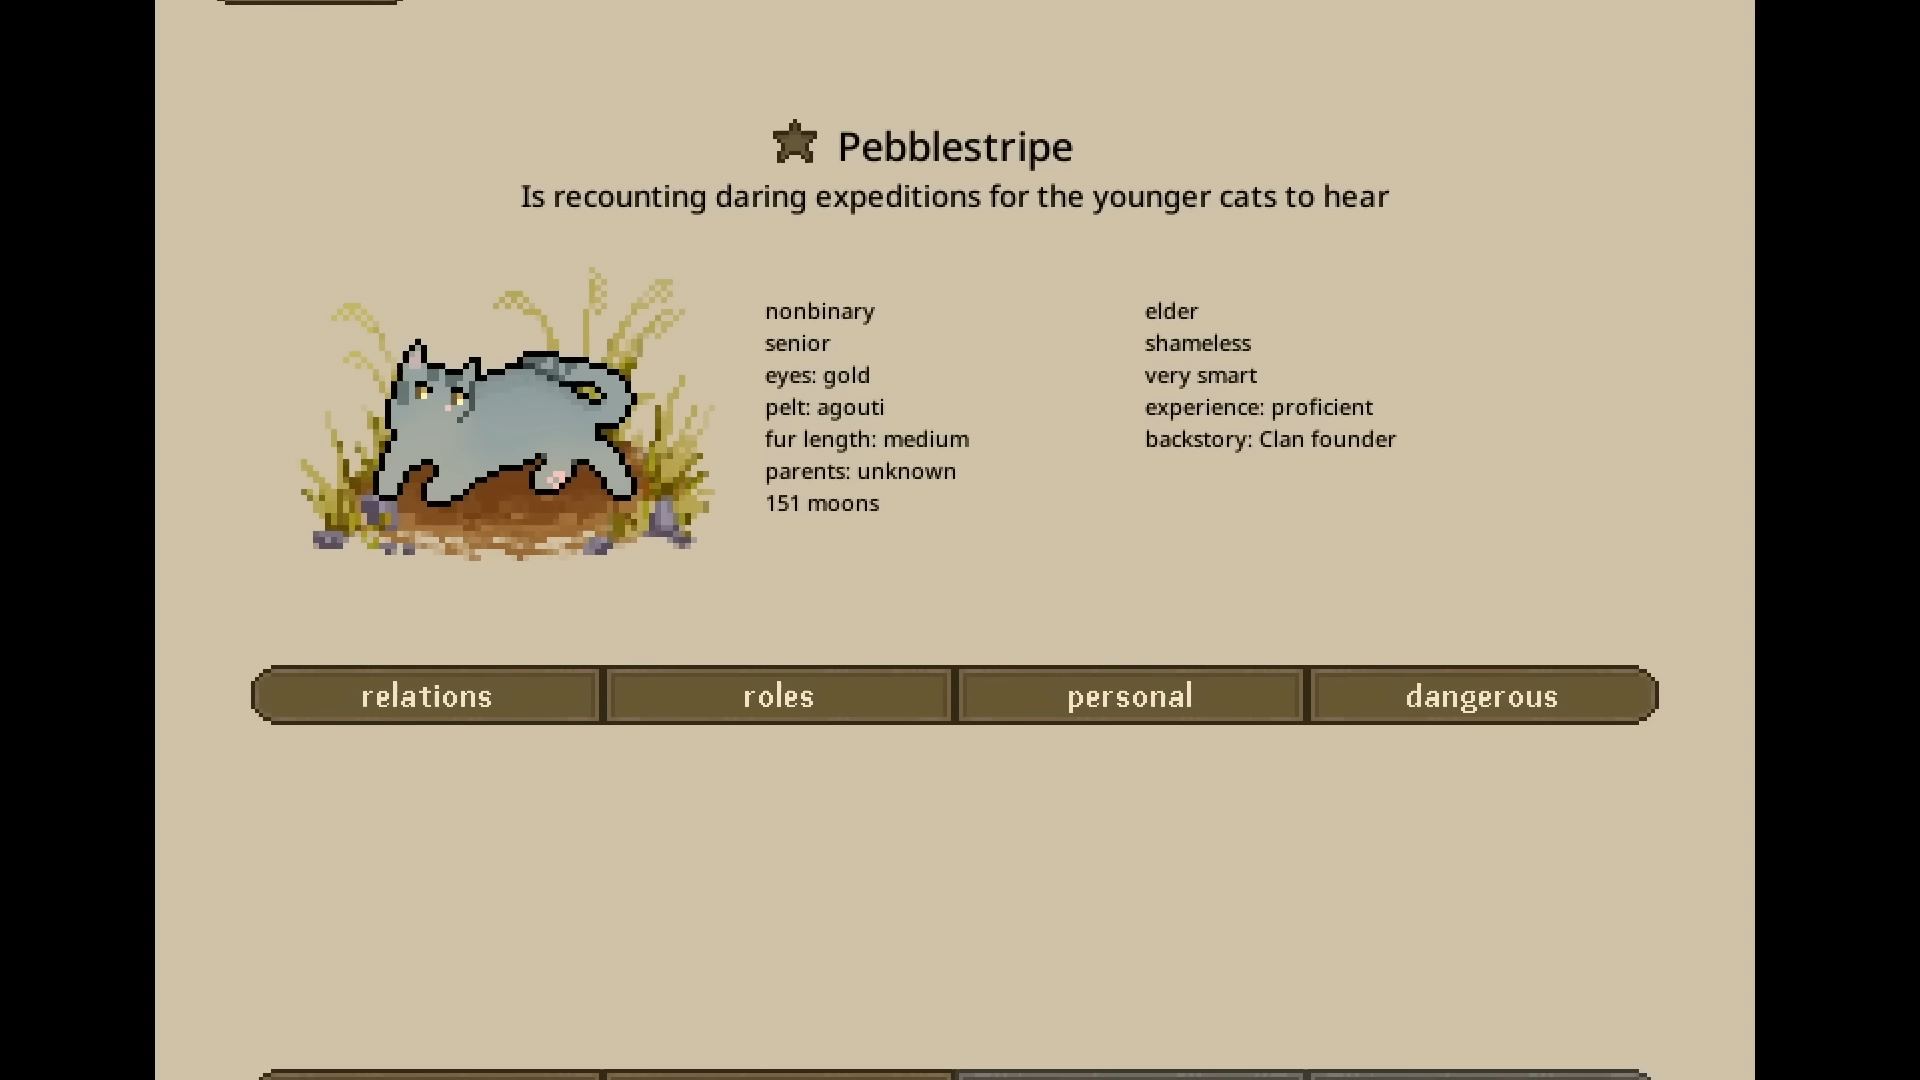 Pebblestripe
Is recounting daring expeditions for the younger cats to hear
nonbinary
senior
eyes: gold
pelt: agouti
fur length: medium
parents: unknown
151 moons
elder
shameless
very smart
experience: proficient
backstory: Clan founder
relations
roles
personal
dangerous